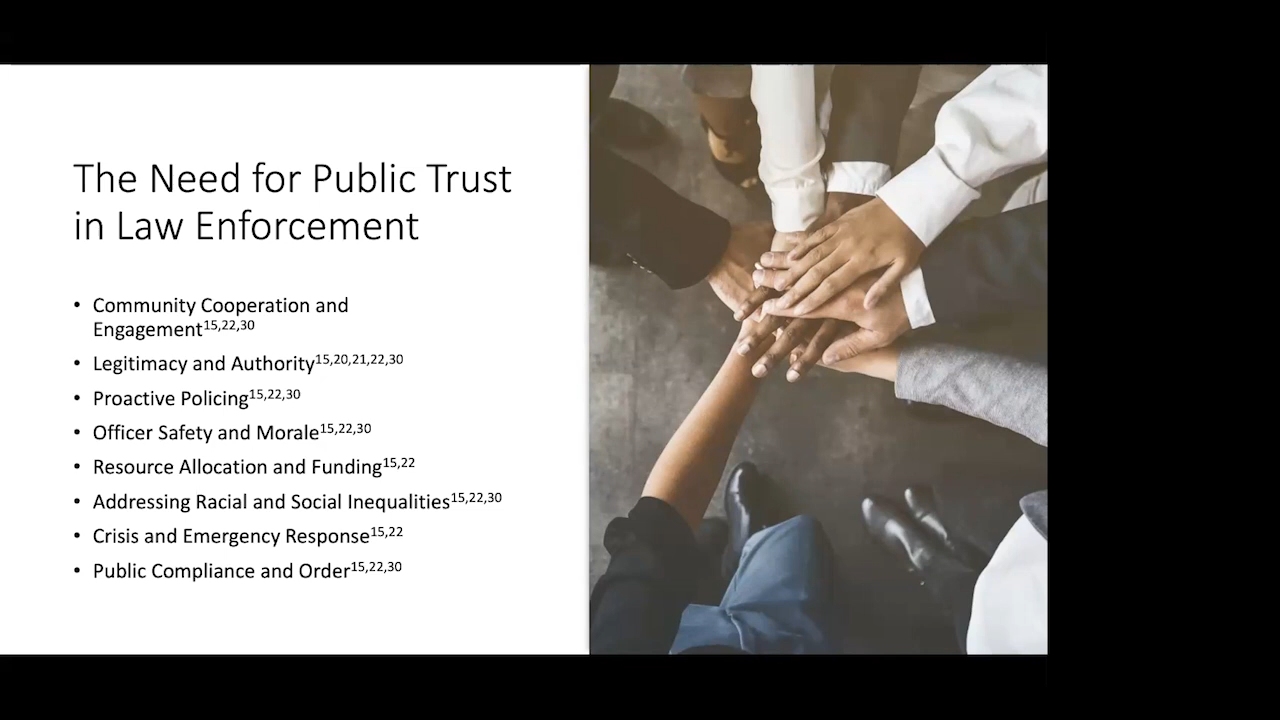 The Need for Public Trust
in Law Enforcement
• Community Cooperation and
Engagement15,22,30
• Legitimacy and Authority15,20,21,22,30
• Proactive Policing15,22,30
• Officer Safety and Morale15,22,30
• Resource Allocation and Funding15,22
• Addressing Racial and Social Inequalities15,22,30
• Crisis and Emergency Response15,22
• Public Compliance and Order15,22,30